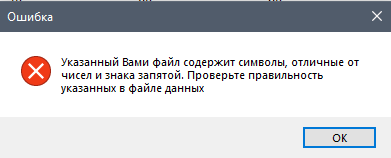 Ошибка
Указанный Вами файл содержит символы, отличные от
чисел и знака запятой. Проверьте правильность
указанных в файле данных
OK